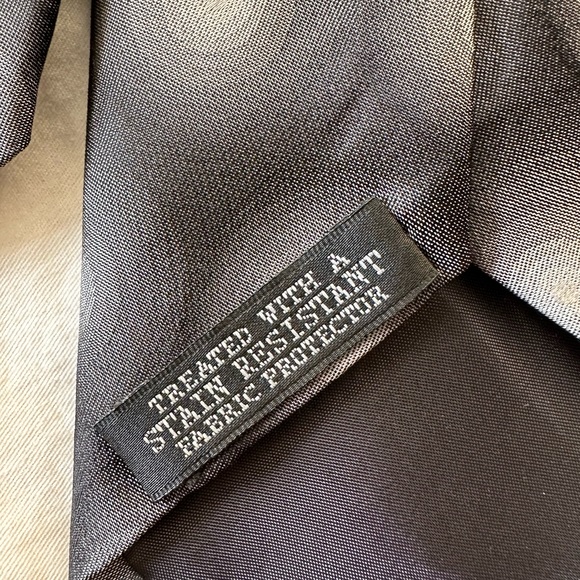 TREATED WITH A
STAIN RESISTANT
FABRIC PROTECTOR